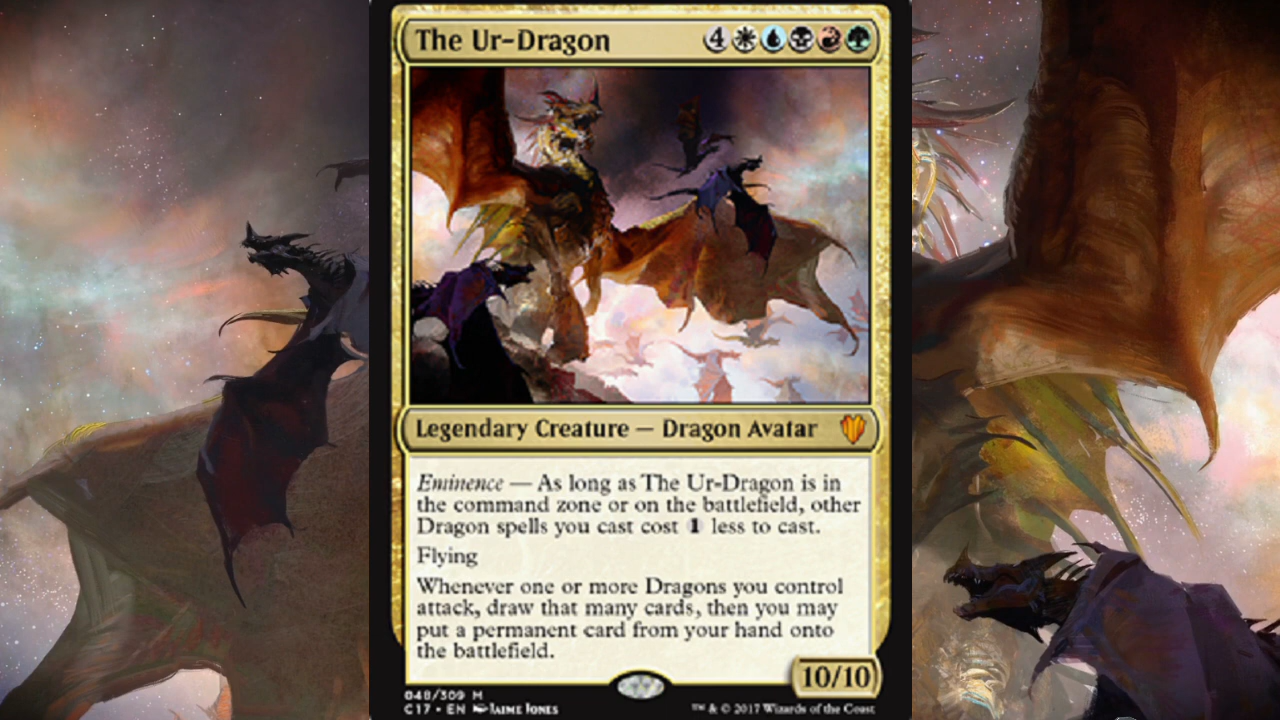 The Ur-Dragon 4
Legendary Creature — Dragon Avatar
Eminence — As long as The Ur-Dragon is in
the command zone or on the battlefield, other
Dragon spells you cast cost 1 less to cast.
Flying
Whenever one or more Dragons you control
attack, draw that many cards, then you may
put a permanent card from your hand onto
the battlefield.
10/10
048/309 M
C17 • EN Jaime Jones
™ & © 2017 Wizards of the Coast